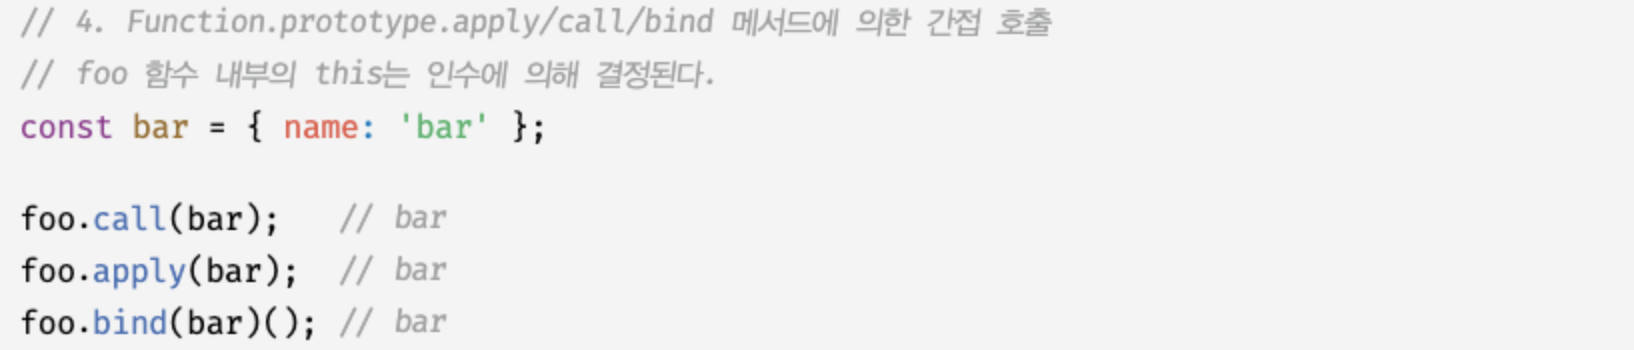 // 4. Function.prototype.apply/call/bind 메서드에 의한 간접 호출
// foo 함수 내부의 this는 인수에 의해 결정된다.
const bar = { name: 'bar' };
foo.call(bar);   // bar
foo.apply(bar);  // bar
foo.bind(bar)(); // bar